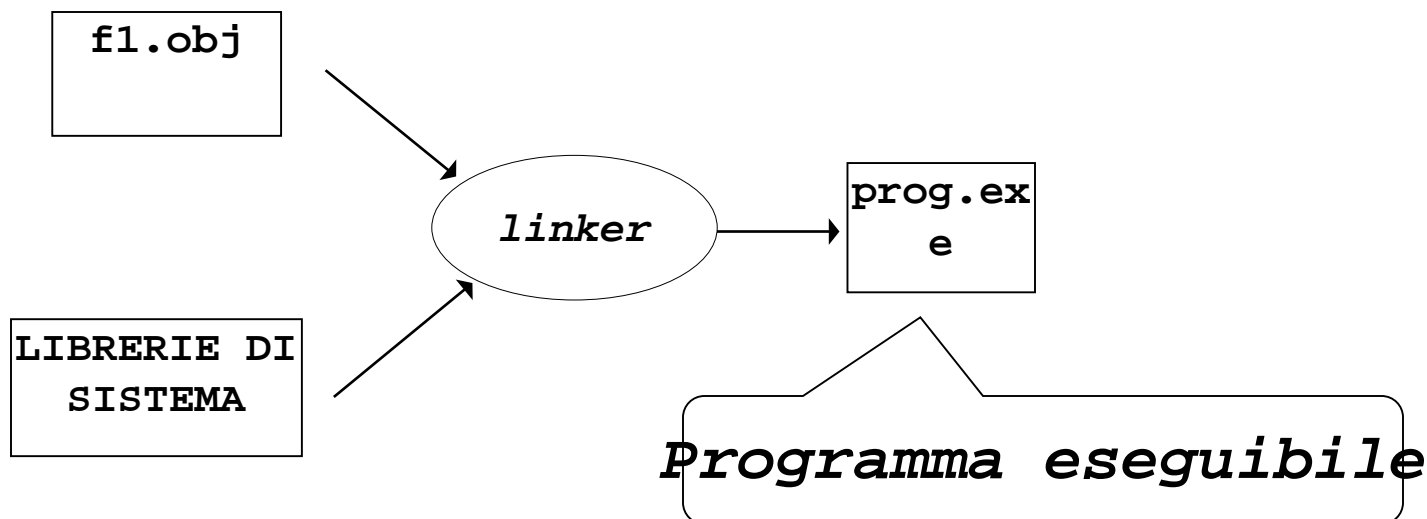 f1.obj
linker
prog.ex
e
LIBRERIE DI
SISTEMA
Programma eseguibile